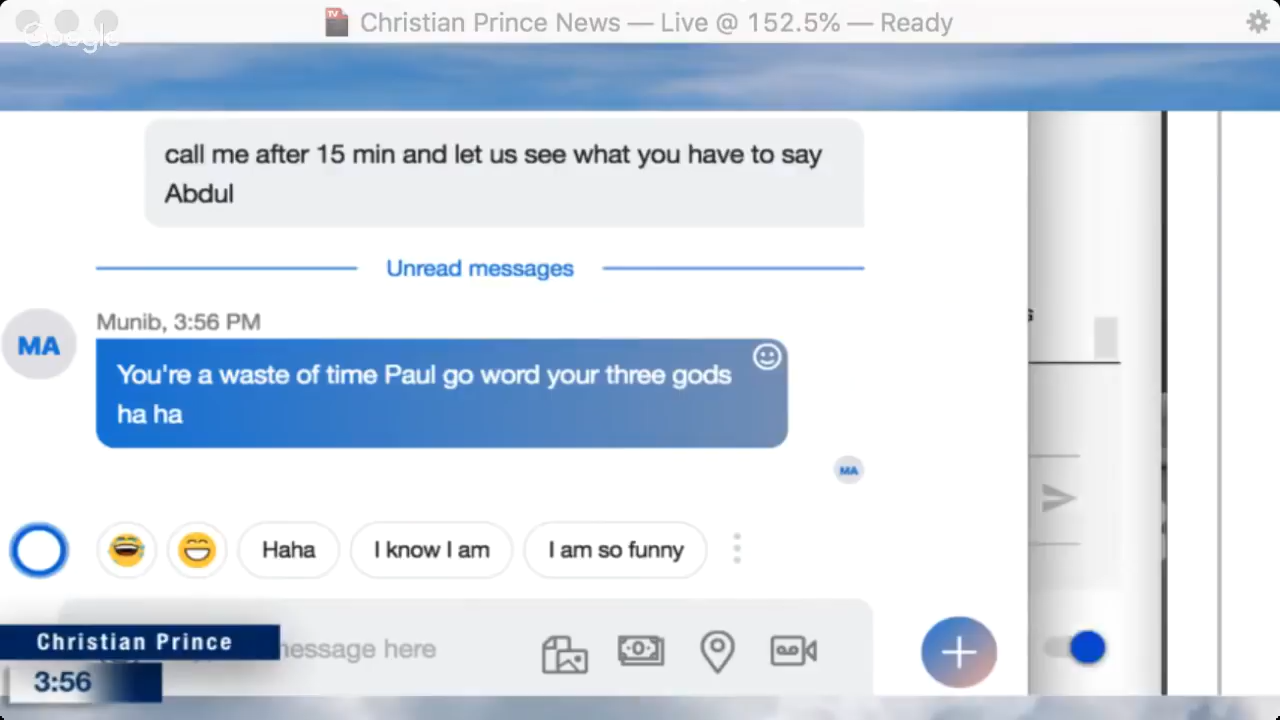 Google
TV
Christian Prince News — Live @ 152.5% — Ready
call me after 15 min and let us see what you have to say
Abdul
Unread messages
Munib, 3:56 PM
MA
You're a waste of time Paul go word your three gods
ha ha
MA
Haha
I know I am
I am so funny
message here
Christian Prince
3:56